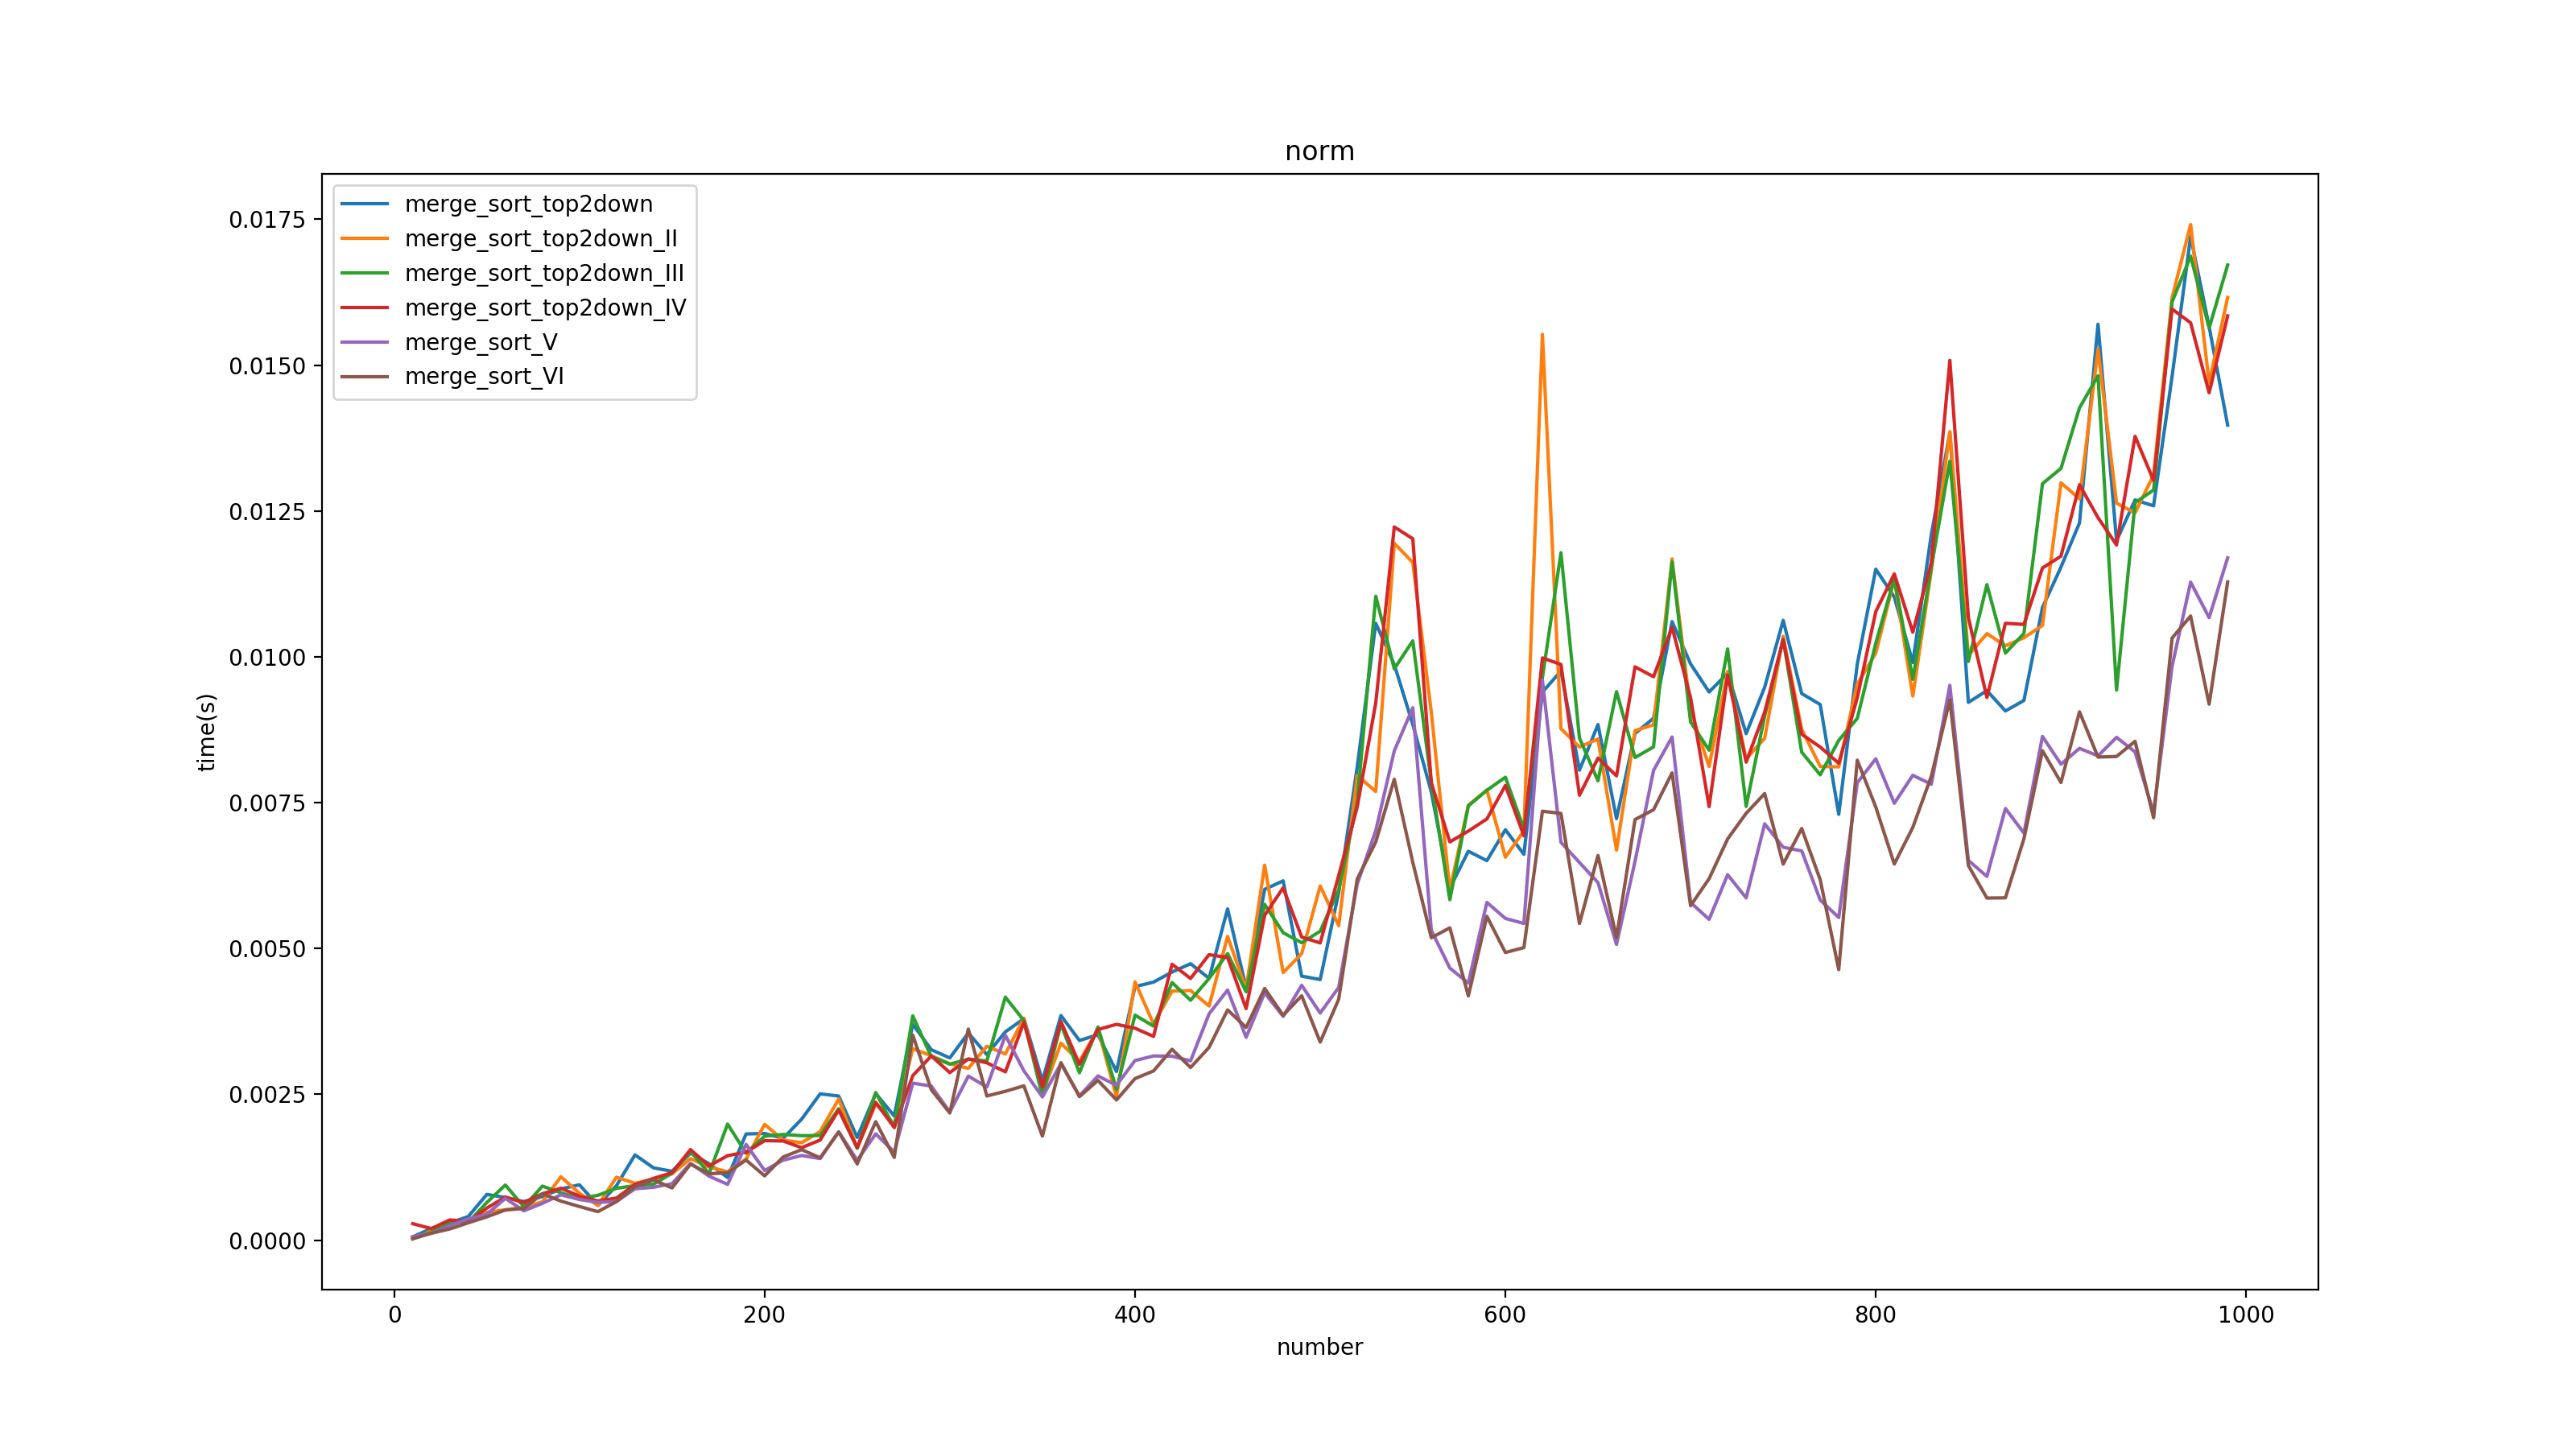 norm
merge_sort_top2down
merge_sort_top2down_II
merge_sort_top2down_III
merge_sort_top2down_IV
merge_sort_V
merge_sort_VI
0.0175
0.0150
0.0125
0.0100
0.0075
0.0050
0.0025
0.0000
time(s)
0 200 400 600 800 1000
number